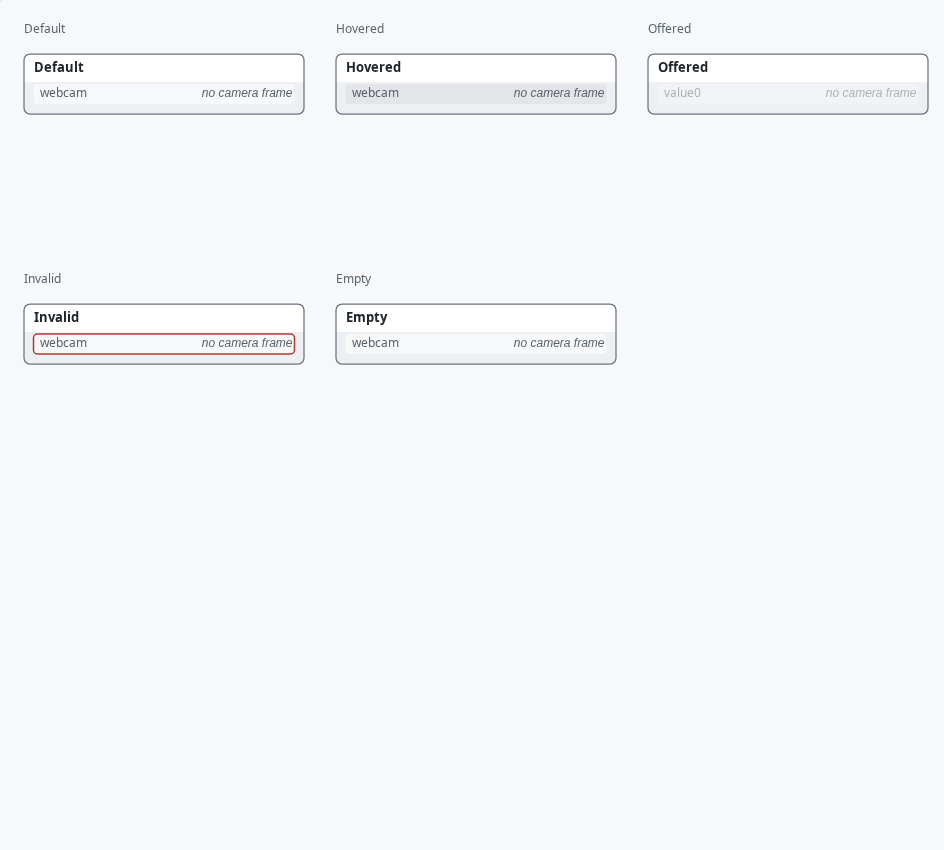 Default
Hovered
Offered
Default
Hovered
Offered
webcam no camera frame
webcam no camera frame
value0 no camera frame
Invalid
Empty
Invalid
Empty
webcam no camera frame
webcam no camera frame